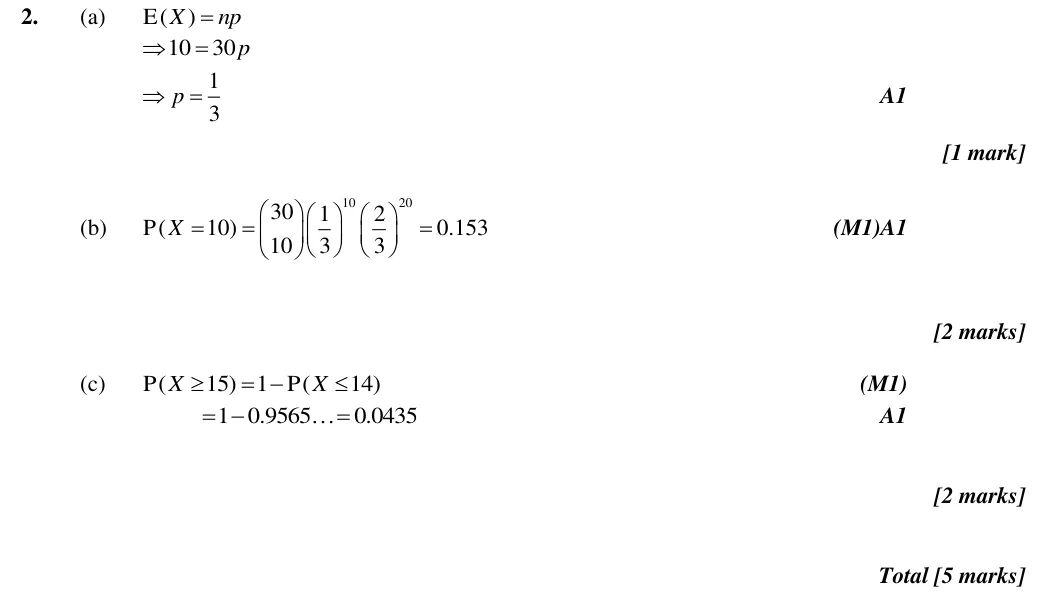 2. (a) E(X) = np
⇒ 10 = 30p
⇒ p = 1/3 A1
[1 mark]
(b) P(X = 10) = (30 10)(1/3)^10 (2/3)^20 = 0.153 (M1)A1
[2 marks]
(c) P(X ≥ 15) = 1 − P(X ≤ 14) (M1)
= 1 − 0.9565… = 0.0435 A1
[2 marks]
Total [5 marks]